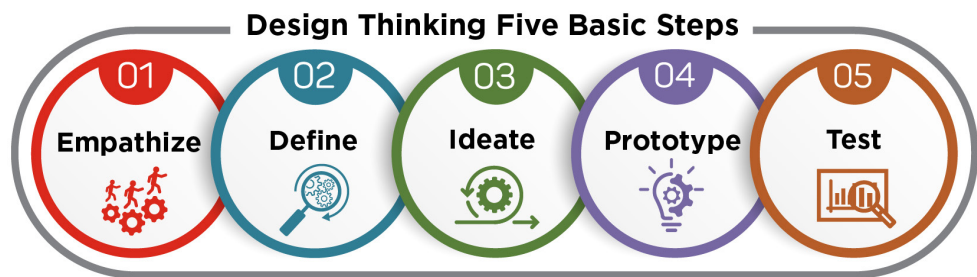 Design Thinking Five Basic Steps
01
Empathize
02
Define
03
Ideate
04
Prototype
05
Test